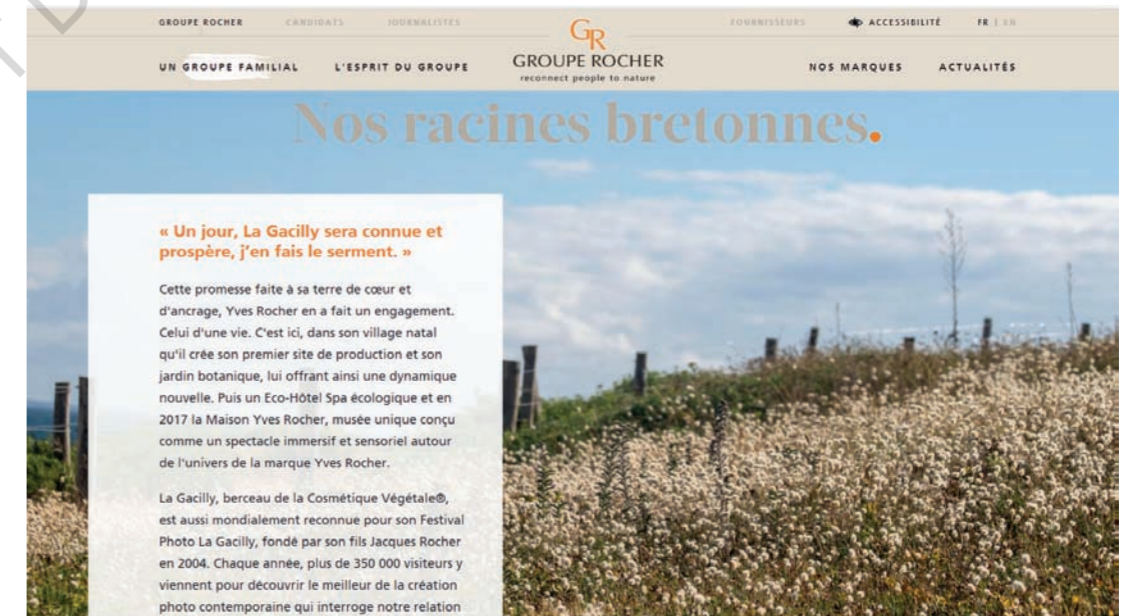 GROUPE ROCHER CANDIDATS JOURNALISTES FOURNISSEURS ACCESSIBILITÉ FR | EN
GR
UN GROUPE FAMILIAL L'ESPRIT DU GROUPE GROUPE ROCHER NOS MARQUES ACTUALITÉS
reconnect people to nature
Nos racines bretonnes.
« Un jour, La Gacilly sera connue et
prospère, j'en fais le serment. »
Cette promesse faite à sa terre de cœur et
d'ancrage, Yves Rocher en a fait un engagement.
Celui d'une vie. C'est ici, dans son village natal
qu'il crée son premier site de production et son
jardin botanique, lui offrant ainsi une dynamique
nouvelle. Puis un Eco-Hôtel Spa écologique et en
2017 la Maison Yves Rocher, musée unique conçu
comme un spectacle immersif et sensoriel autour
de l'univers de la marque Yves Rocher.
La Gacilly, berceau de la Cosmétique Végétale®,
est aussi mondialement reconnue pour son Festival
Photo La Gacilly, fondé par son fils Jacques Rocher
en 2004. Chaque année, plus de 350 000 visiteurs y
viennent pour découvrir le meilleur de la création
photo contemporaine qui interroge notre relation